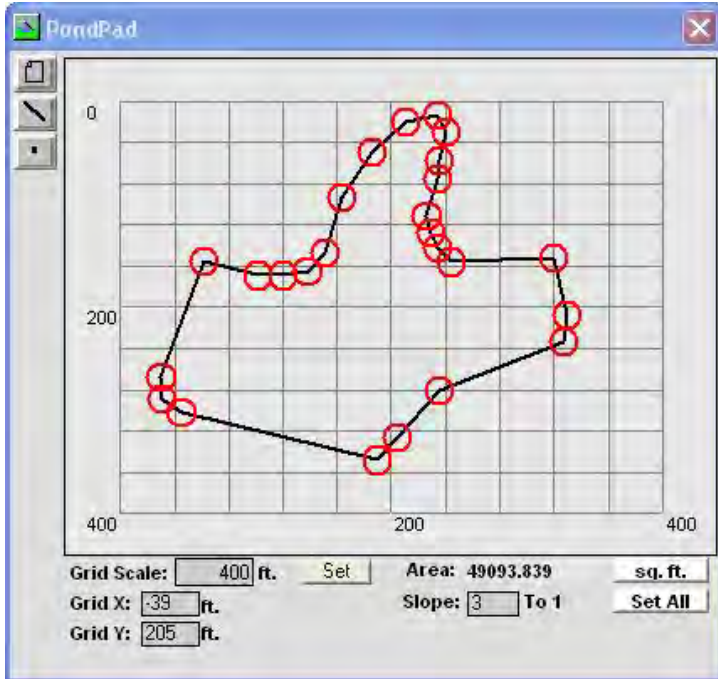 PondPad
0
200
400 200 400
Grid Scale: 400 ft. Set Area: 49093.839 sq. ft.
Grid X: -39 ft. Slope: 3 To 1 Set All
Grid Y: 205 ft.